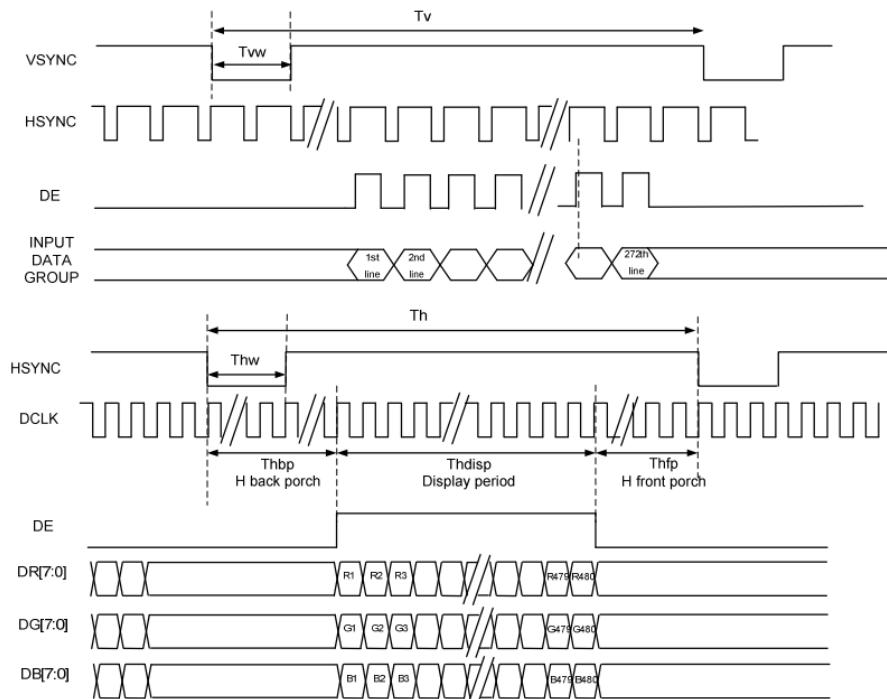 Tv
VSYNC
Tvw
HSYNC
DE
INPUT
DATA
GROUP
1st
line
2nd
line
272th
line
Th
HSYNC
Thw
DCLK
Thbp
H back porch
Thdisp
Display period
Thfp
H front porch
DE
DR[7:0]
R1 R2 R3 R479 R480
DG[7:0]
G1 G2 G3 G479 G480
DB[7:0]
B1 B2 B3 B479 B480